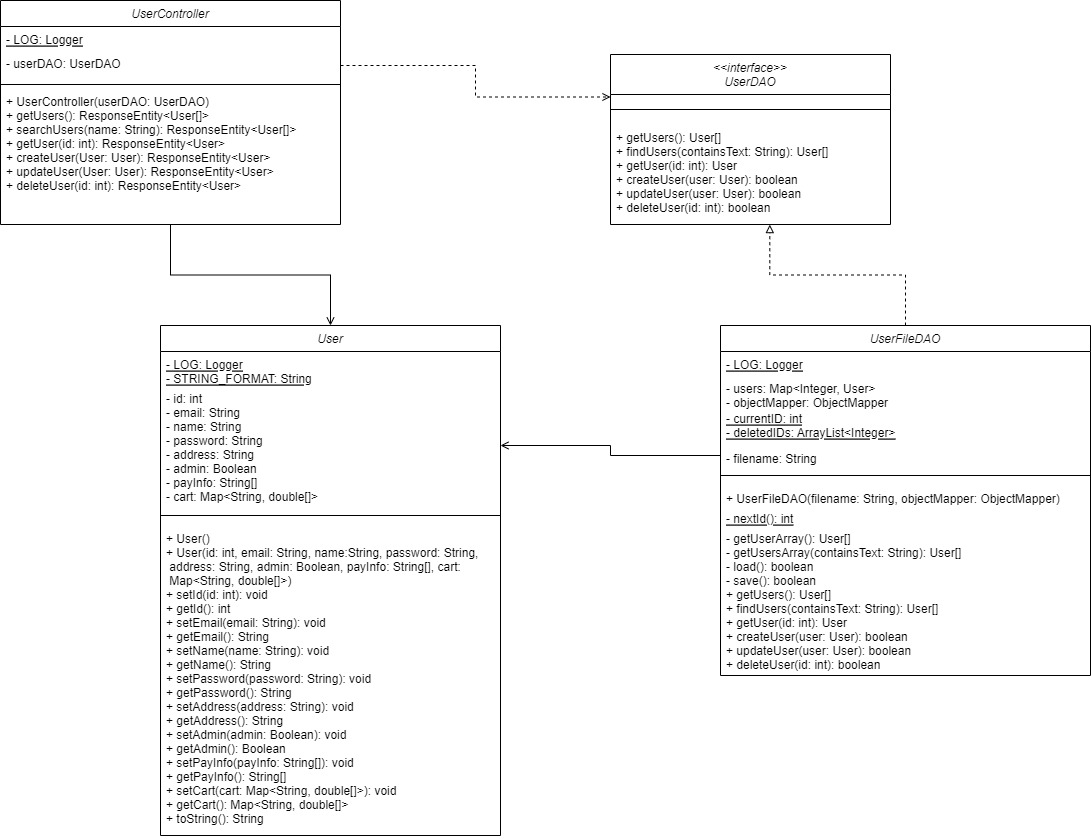 UserController
- LOG: Logger
- userDAO: UserDAO
+ UserController(userDAO: UserDAO)
+ getUsers(): ResponseEntity<User[]>
+ searchUsers(name: String): ResponseEntity<User[]>
+ getUser(id: int): ResponseEntity<User>
+ createUser(User: User): ResponseEntity<User>
+ updateUser(User: User): ResponseEntity<User>
+ deleteUser(id: int): ResponseEntity<User>
<<interface>>
UserDAO
+ getUsers(): User[]
+ findUsers(containsText: String): User[]
+ getUser(id: int): User
+ createUser(user: User): boolean
+ updateUser(user: User): boolean
+ deleteUser(id: int): boolean
User
- LOG: Logger
- STRING_FORMAT: String
- id: int
- email: String
- name: String
- password: String
- address: String
- admin: Boolean
- payInfo: String[]
- cart: Map<String, double[]>
+ User()
+ User(id: int, email: String, name:String, password: String,
address: String, admin: Boolean, payInfo: String[], cart:
Map<String, double[]>)
+ setId(id: int): void
+ getId(): int
+ setEmail(email: String): void
+ getEmail(): String
+ setName(name: String): void
+ getName(): String
+ setPassword(password: String): void
+ getPassword(): String
+ setAddress(address: String): void
+ getAddress(): String
+ setAdmin(admin: Boolean): void
+ getAdmin(): Boolean
+ setPayInfo(payInfo: String[]): void
+ getPayInfo(): String[]
+ setCart(cart: Map<String, double[]>): void
+ getCart(): Map<String, double[]>
+ toString(): String
UserFileDAO
- LOG: Logger
- users: Map<Integer, User>
- objectMapper: ObjectMapper
- currentID: int
- deletedIDs: ArrayList<Integer>
- filename: String
+ UserFileDAO(filename: String, objectMapper: ObjectMapper)
- nextId(): int
- getUserArray(): User[]
- getUsersArray(containsText: String): User[]
- load(): boolean
- save(): boolean
+ getUsers(): User[]
+ findUsers(containsText: String): User[]
+ getUser(id: int): User
+ createUser(user: User): boolean
+ updateUser(user: User): boolean
+ deleteUser(id: int): boolean